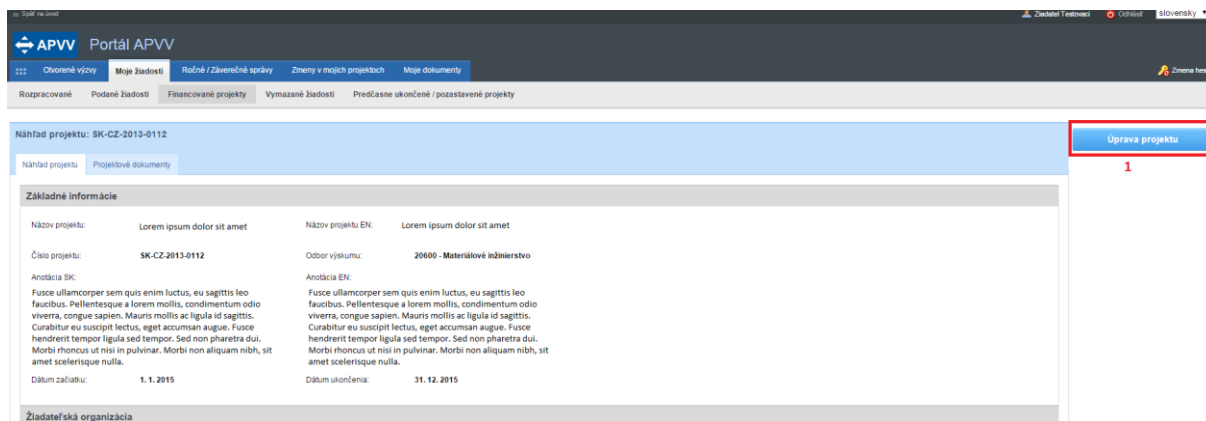 Späť na úvod
Ziadatel Testovaci Odhlásiť slovensky
APVV Portál APVV
Otvorené výzvy Moje žiadosti Ročné / Záverečné správy Zmeny v mojich projektoch Moje dokumenty Zmena hes
Rozpracované Podané žiadosti Financované projekty Vymazané žiadosti Predčasne ukončené / pozastavené projekty
Náhľad projektu: SK-CZ-2013-0112
Úprava projektu
1
Náhľad projektu Projektové dokumenty
Základné informácie
Názov projektu: Lorem ipsum dolor sit amet Názov projektu EN: Lorem ipsum dolor sit amet
Číslo projektu: SK-CZ-2013-0112 Odbor výskumu: 20600 - Materiálové inžinierstvo
Anotácia SK:
Fusce ullamcorper sem quis enim luctus, eu sagittis leo
faucibus. Pellentesque a lorem mollis, condimentum odio
viverra, congue sapien. Mauris mollis ac ligula id sagittis.
Curabitur eu suscipit lectus, eget accumsan augue. Fusce
hendrerit tempor ligula sed tempor. Sed non pharetra dui.
Morbi rhoncus ut nisi in pulvinar. Morbi non aliquam nibh, sit
amet scelerisque nulla.
Anotácia EN:
Fusce ullamcorper sem quis enim luctus, eu sagittis leo
faucibus. Pellentesque a lorem mollis, condimentum odio
viverra, congue sapien. Mauris mollis ac ligula id sagittis.
Curabitur eu suscipit lectus, eget accumsan augue. Fusce
hendrerit tempor ligula sed tempor. Sed non pharetra dui.
Morbi rhoncus ut nisi in pulvinar. Morbi non aliquam nibh, sit
amet scelerisque nulla.
Dátum začiatku: 1. 1. 2015 Dátum ukončenia: 31. 12. 2015
Žiadateľská organizácia